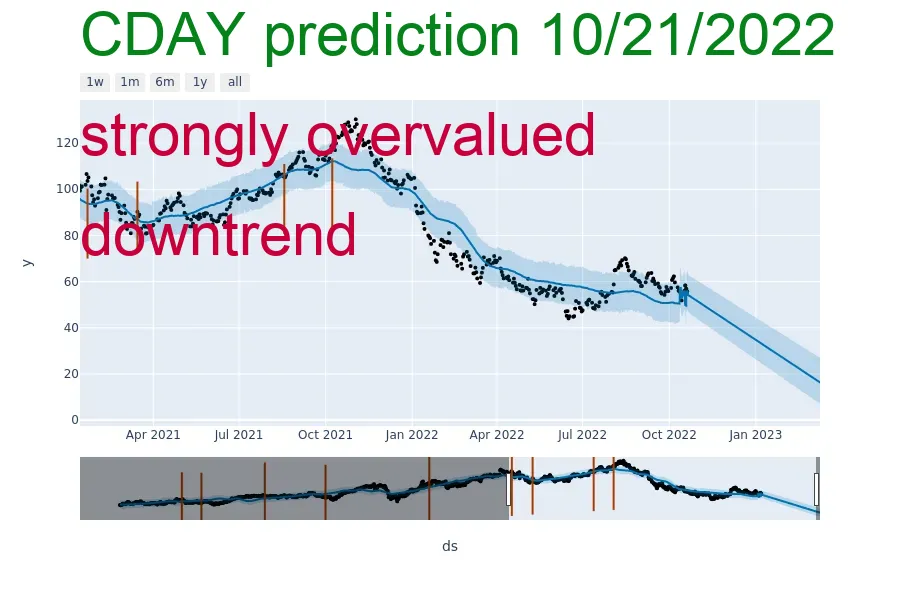 CDAY prediction 10/21/2022
1w 1m 6m 1y all
strongly overvalued
downtrend
y
120
100
80
60
40
20
0
Apr 2021 Jul 2021 Oct 2021 Jan 2022 Apr 2022 Jul 2022 Oct 2022 Jan 2023
ds